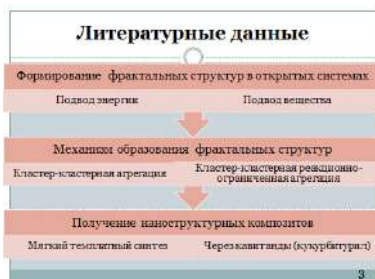 Литературные данные
Формирование фрактальных структур в открытых системах
Подвод энергии
Подвод вещества
Механизм образования фрактальных структур
Кластер-кластерная агрегация
Кластер-кластерная реакционно-
ограниченная агрегация
Получение наноструктурных композитов
Мягкий темплатный синтез
Через кавитанды (кукурбитурил)
3